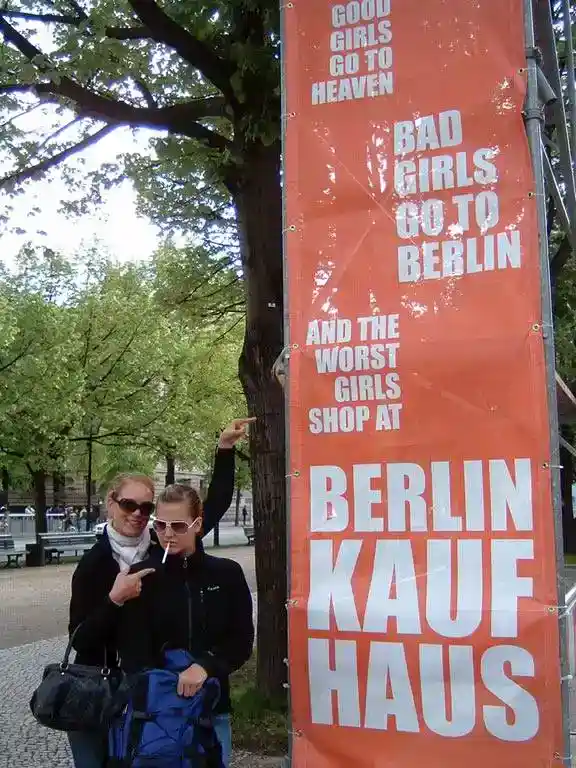 GOOD
GIRLS
GO TO
HEAVEN
BAD
GIRLS
GO TO
BERLIN
AND THE
WORST
GIRLS
SHOP AT
BERLIN
KAUF
HAUS